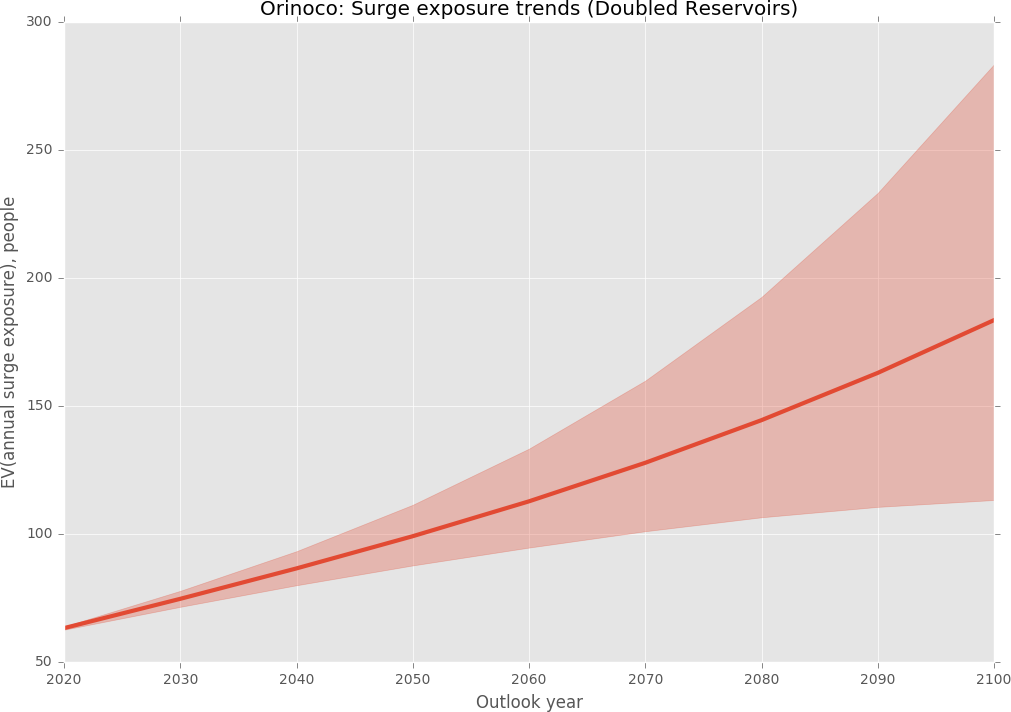 Orinoco: Surge exposure trends (Doubled Reservoirs)
300
250
200
150
100
50
EV(annual surge exposure), people
2020 2030 2040 2050 2060 2070 2080 2090 2100
Outlook year